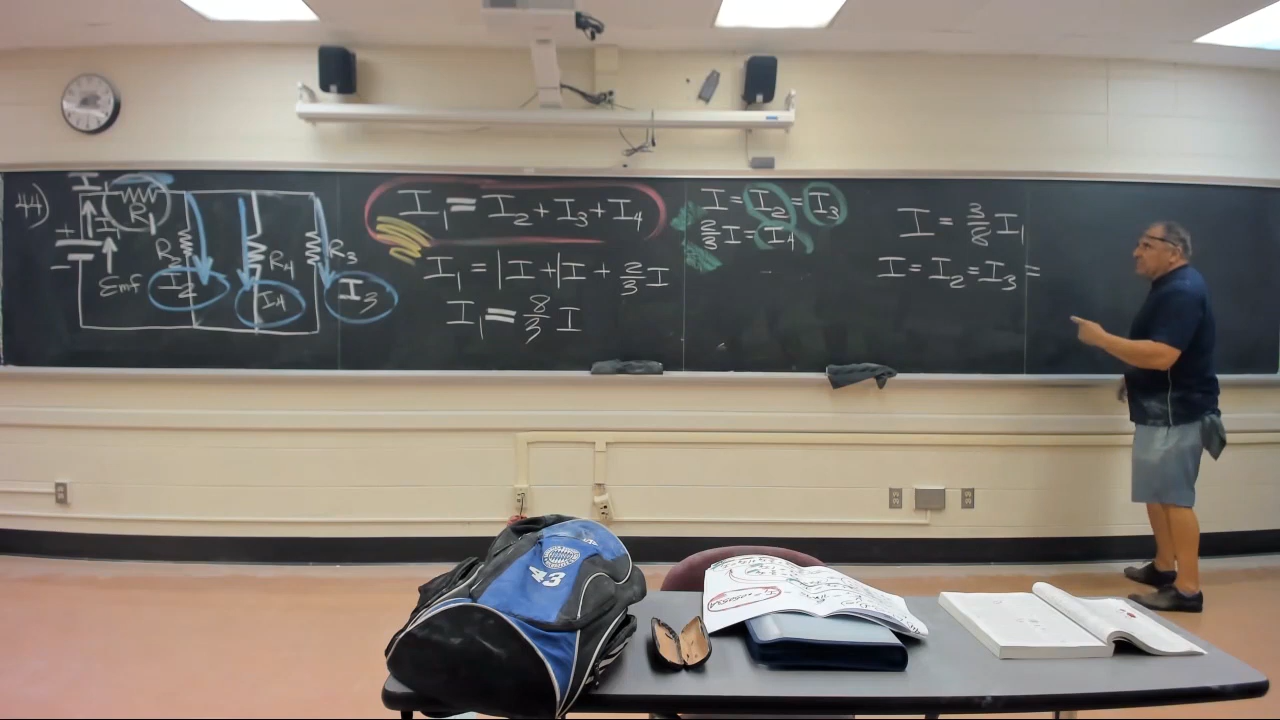 44)
I
R1
I1
+
-
Emf
R2
I2
R4
I4
R3
I3
I1 = I2 + I3 + I4
I1 = 1I + 1I + 2/3 I
I1 = 8/3 I
I = I2 = I3
2/3 I = I4
I = 3/8 I1
I = I2 = I3 =
43